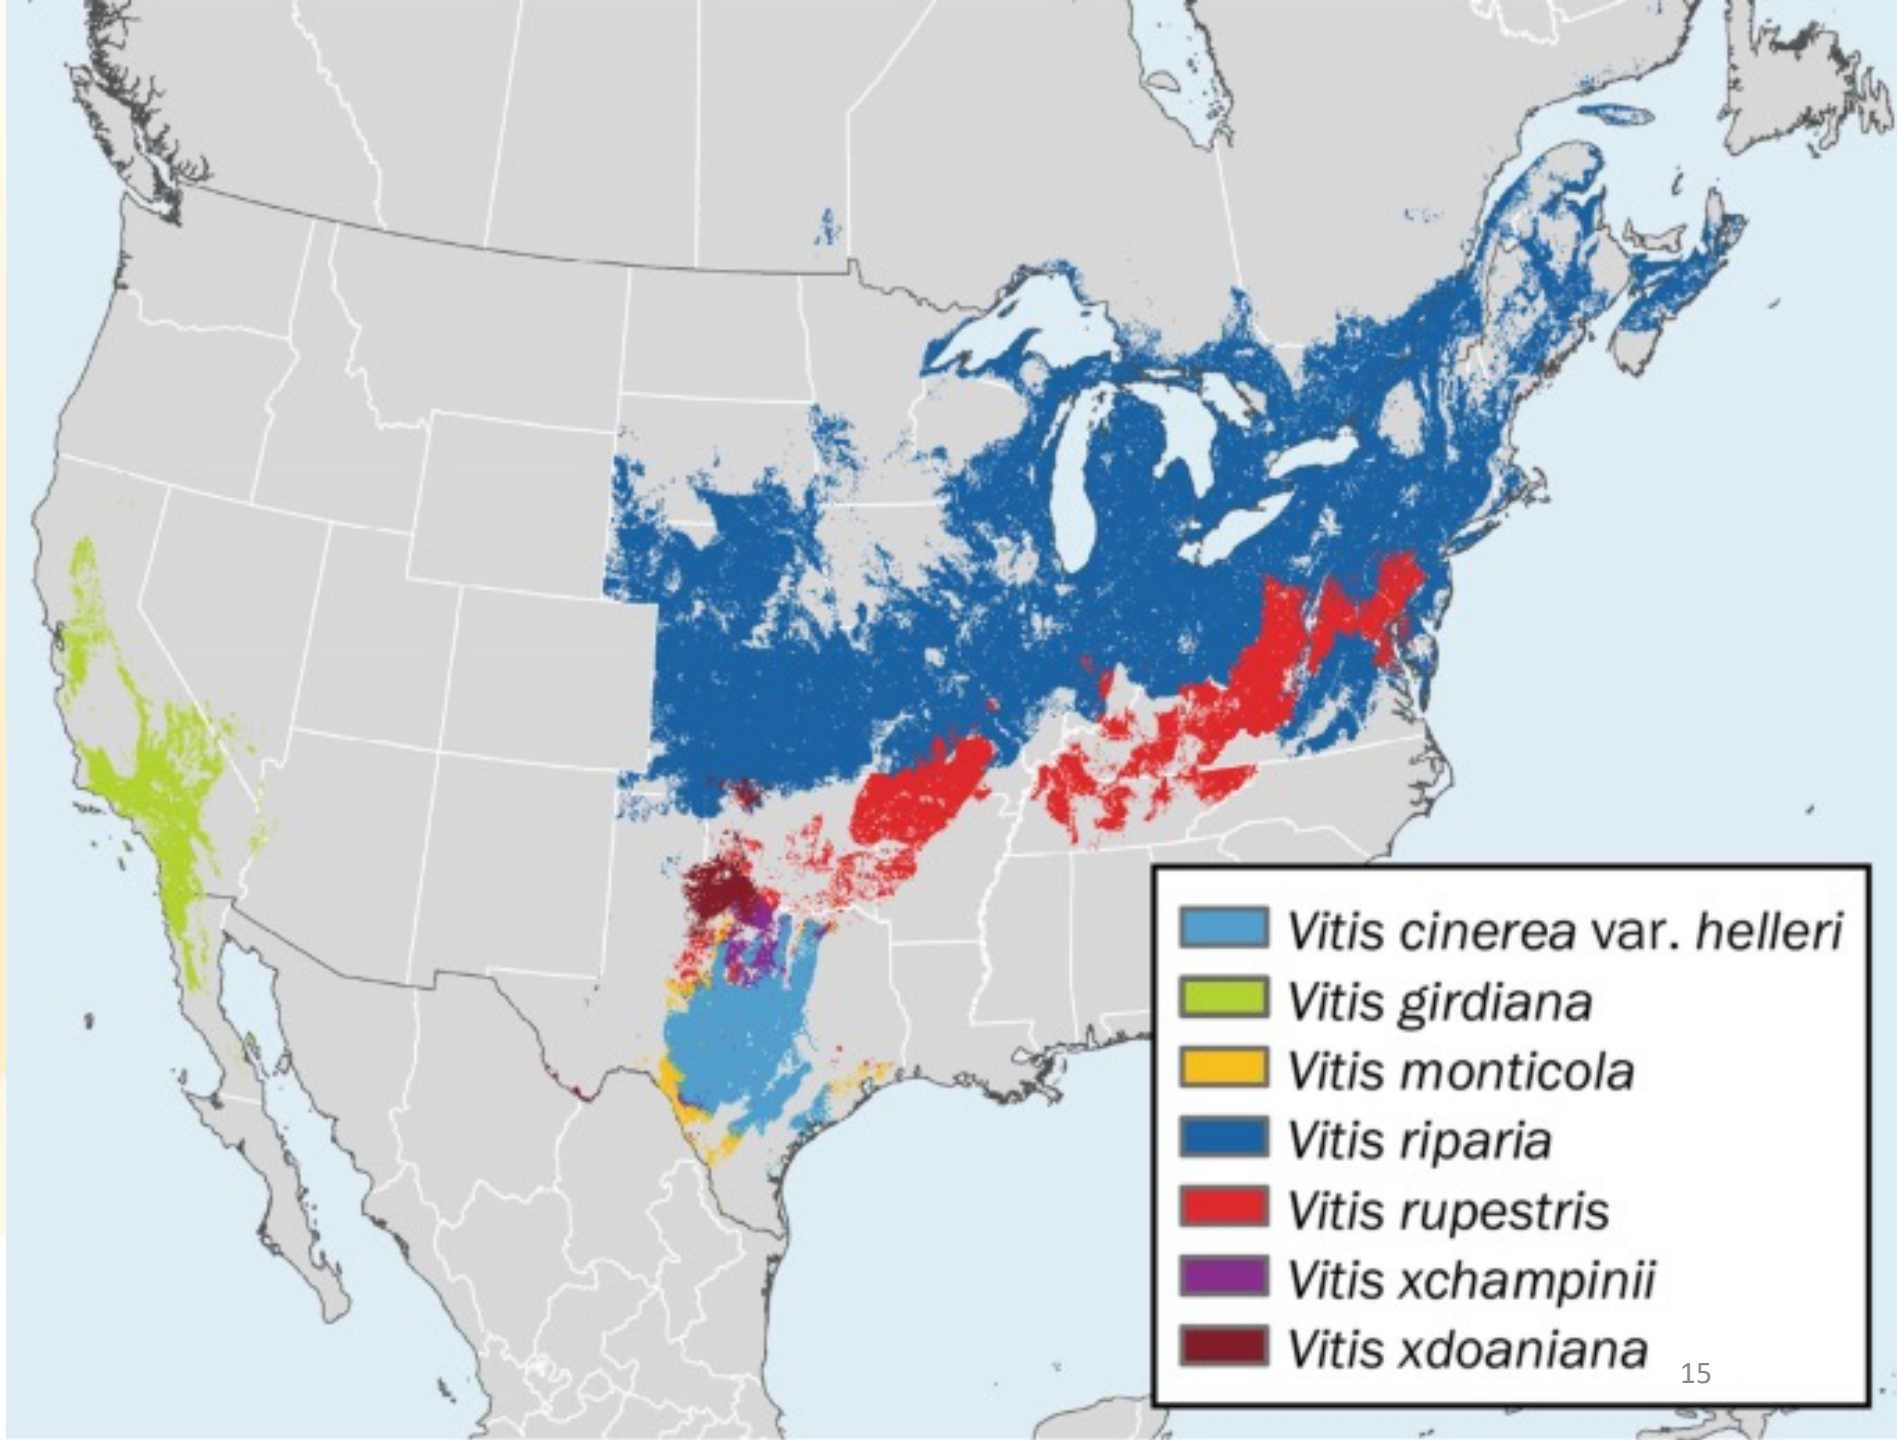 Vitis cinerea var. helleri
Vitis girdiana
Vitis monticola
Vitis riparia
Vitis rupestris
Vitis xchampinii
Vitis xdoaniana
15